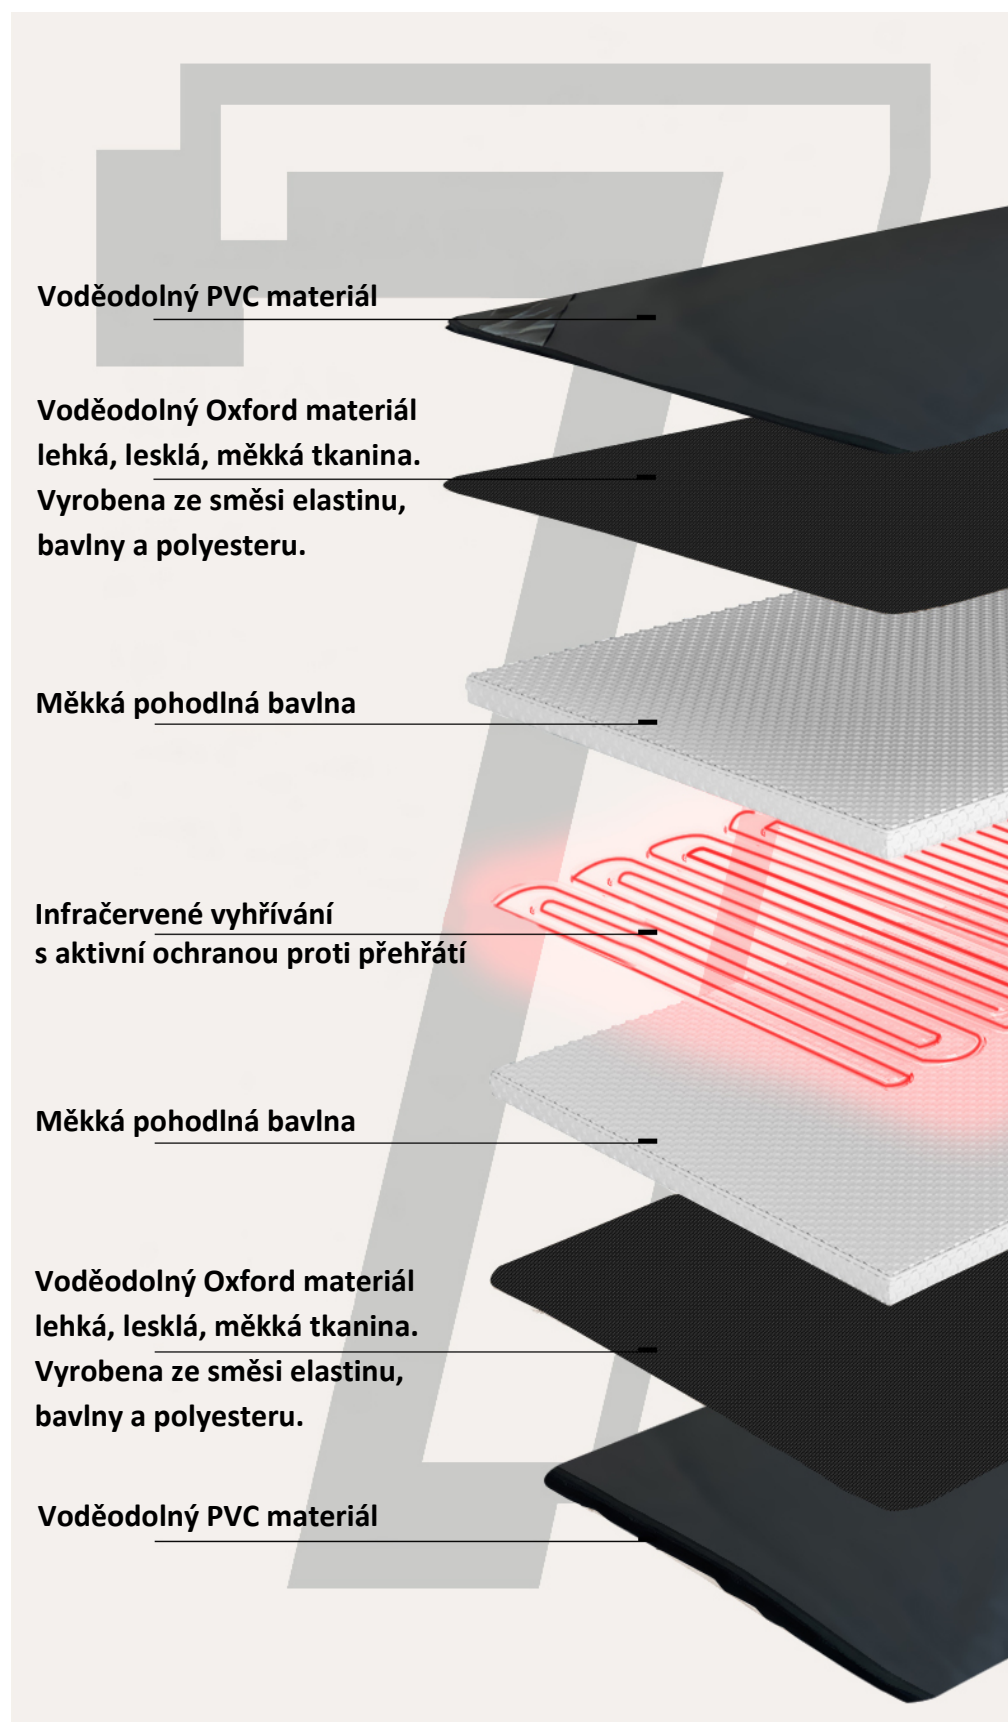 Voděodolný PVC materiál
Voděodolný Oxford materiál
lehká, lesklá, měkká tkanina.
Vyrobena ze směsi elastinu,
bavlny a polyesteru.
Měkká pohodlná bavlna
Infračervené vyhřívání
s aktivní ochranou proti přehřátí
Měkká pohodlná bavlna
Voděodolný Oxford materiál
lehká, lesklá, měkká tkanina.
Vyrobena ze směsi elastinu,
bavlny a polyesteru.
Voděodolný PVC materiál